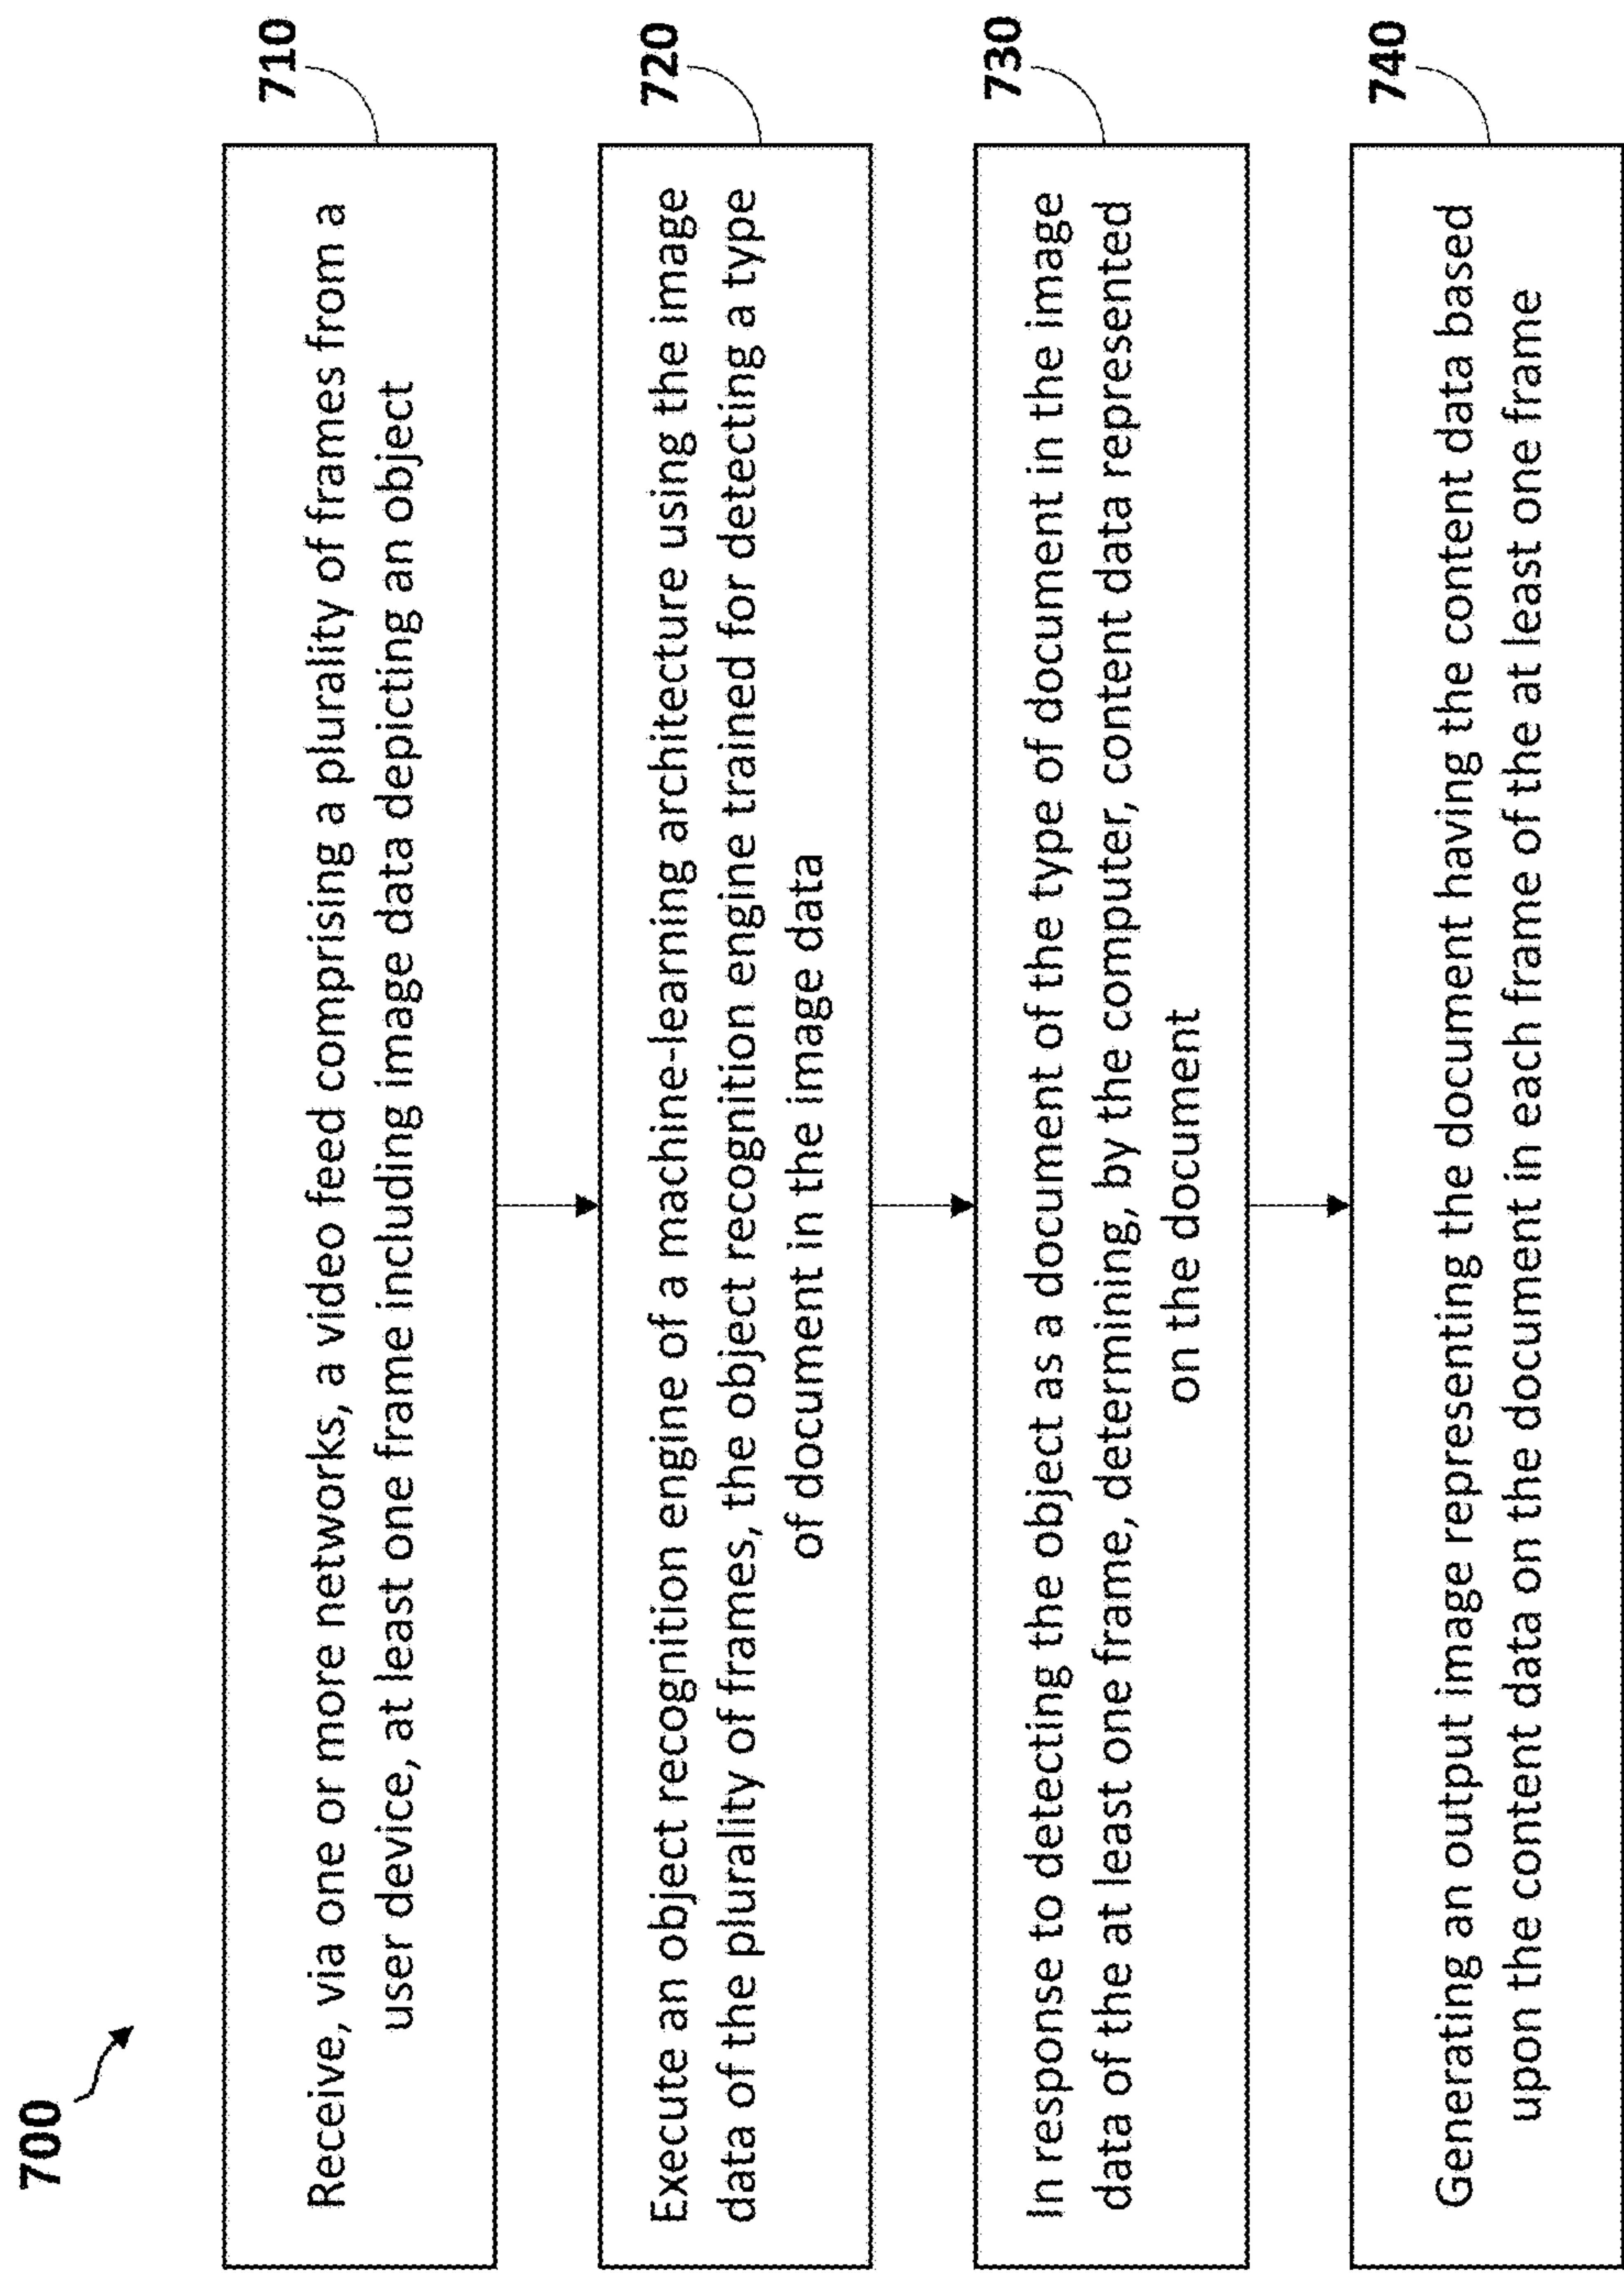 700
710
Receive, via one or more networks, a video feed comprising a plurality of frames from a
user device, at least one frame including image data depicting an object
720
Execute an object recognition engine of a machine-learning architecture using the image
data of the plurality of frames, the object recognition engine trained for detecting a type
of document in the image data
730
In response to detecting the object as a document of the type of document in the image
data of the at least one frame, determining, by the computer, content data represented
on the document
740
Generating an output image representing the document having the content data based
upon the content data on the document in each frame of the at least one frame